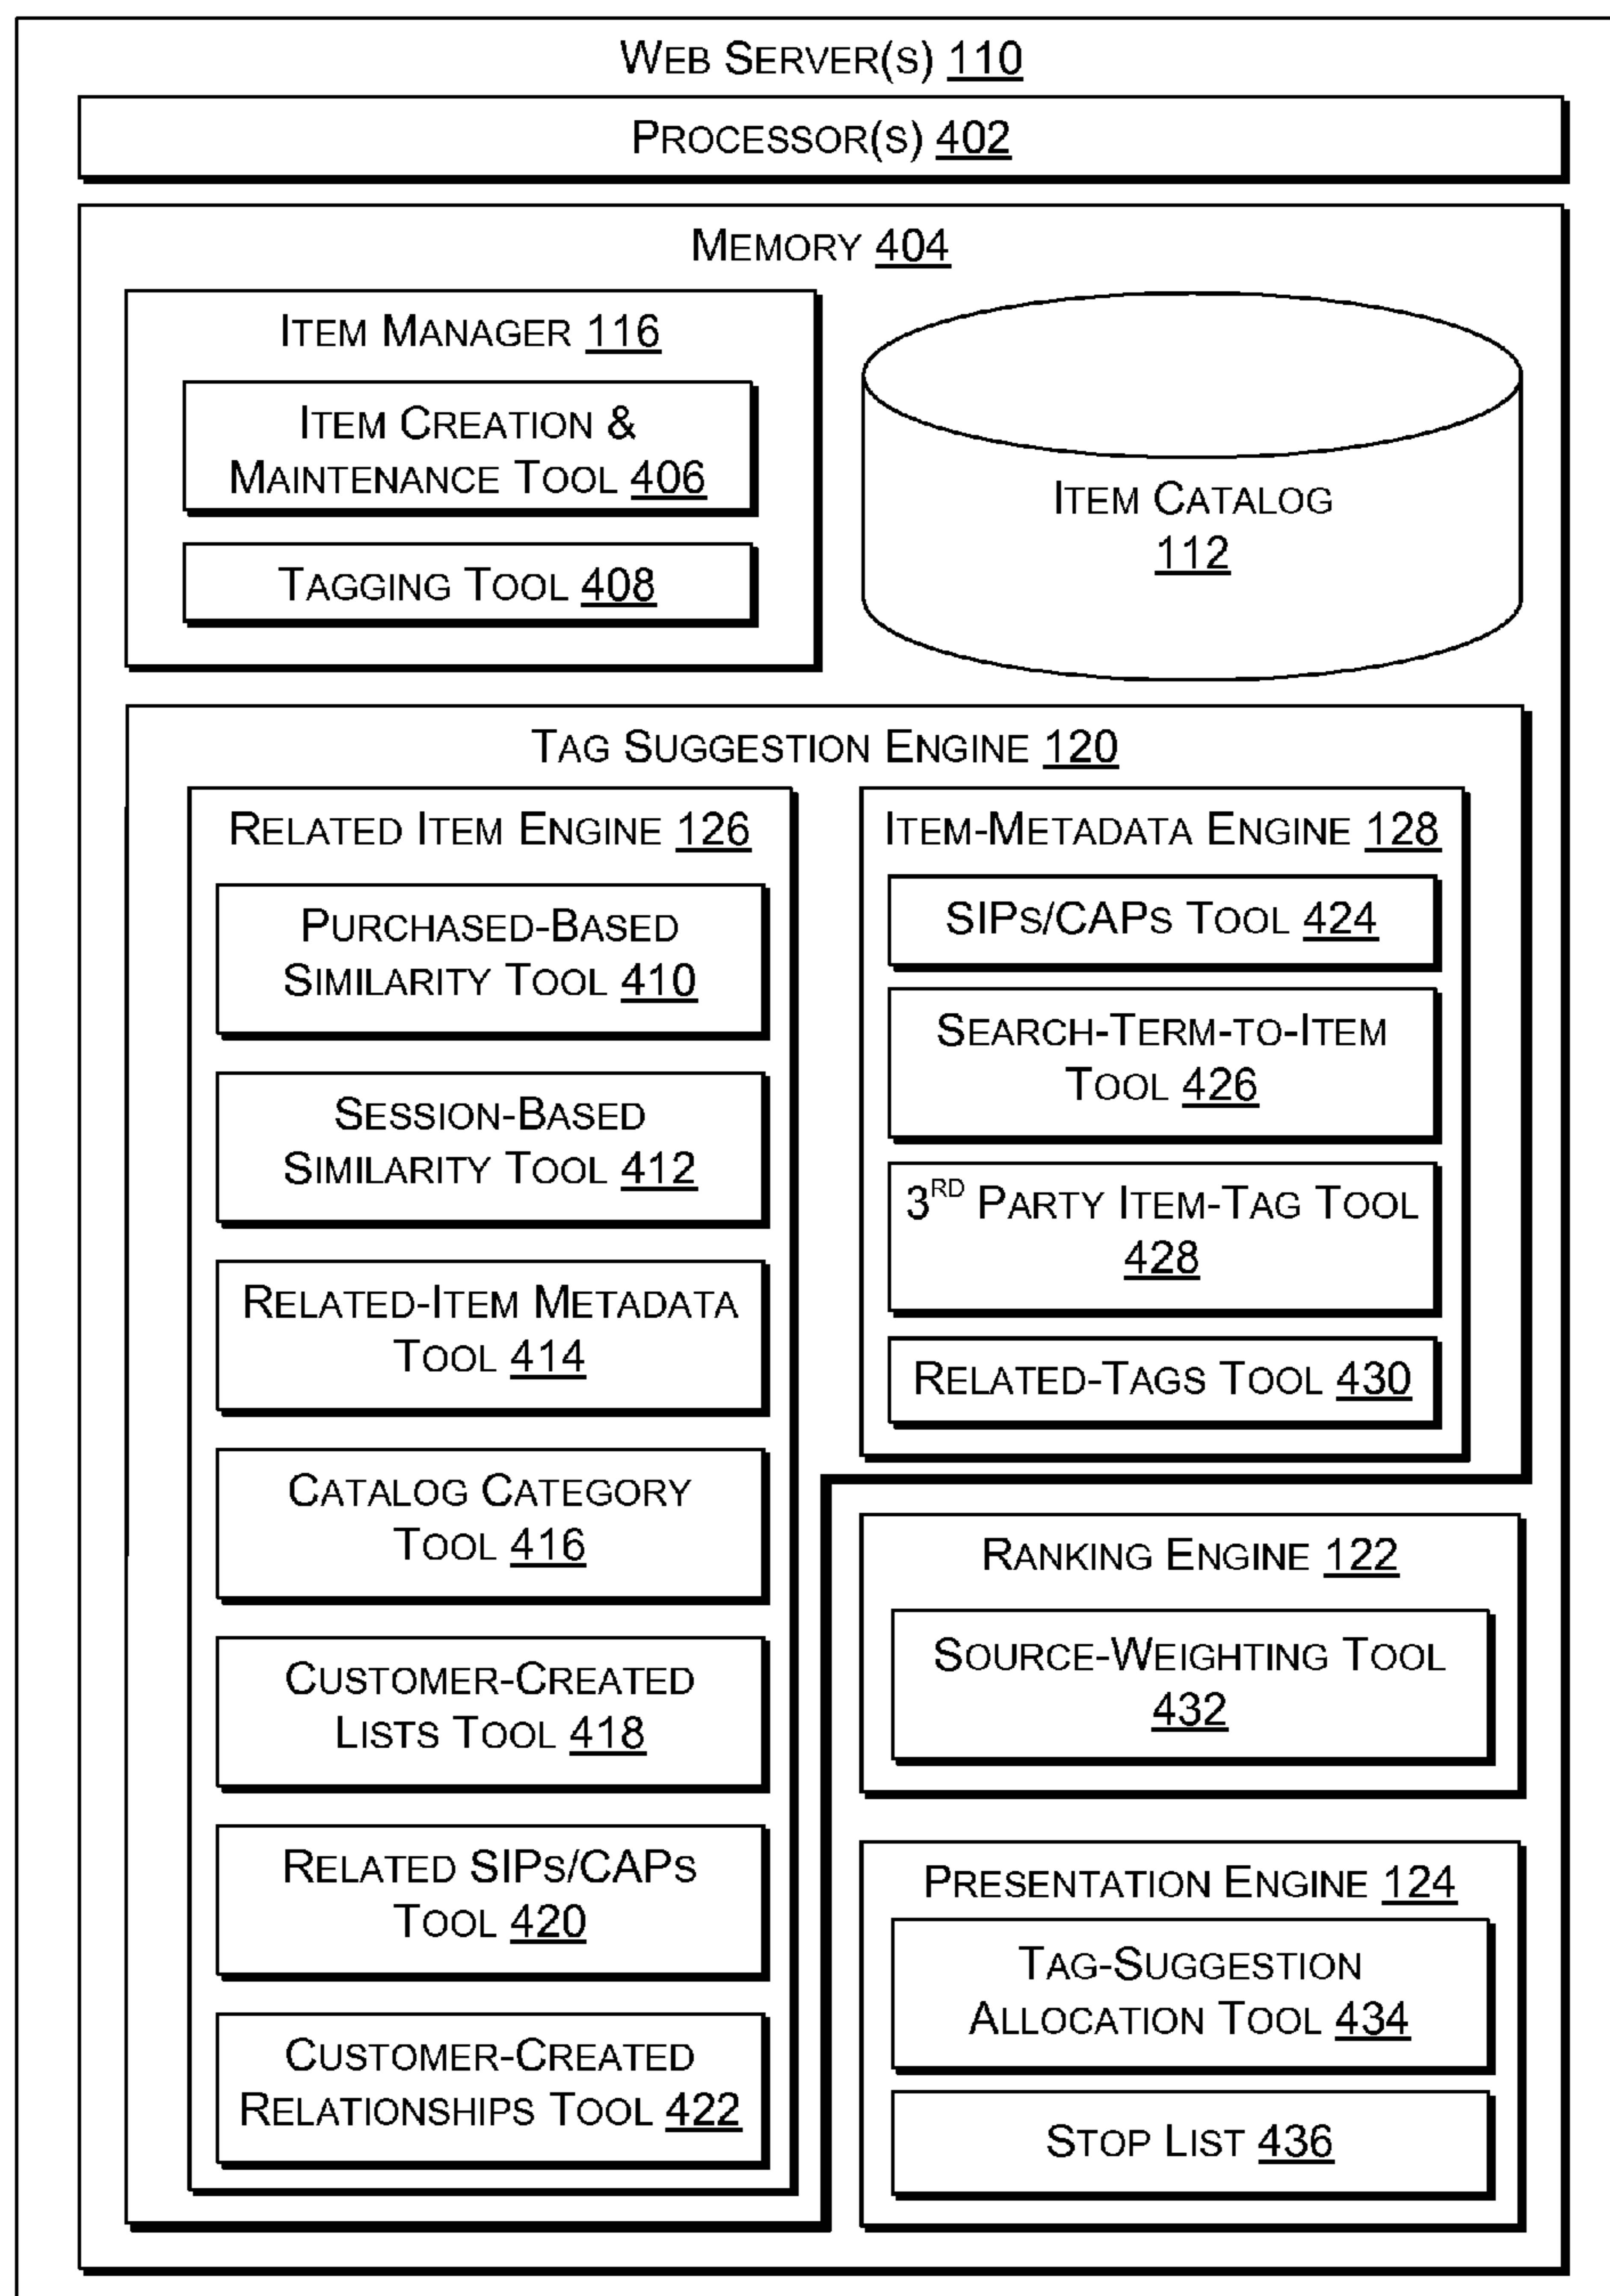 WEB SERVER(S) 110
PROCESSOR(S) 402
MEMORY 404
ITEM MANAGER 116
ITEM CREATION &
MAINTENANCE TOOL 406
TAGGING TOOL 408
ITEM CATALOG
112
TAG SUGGESTION ENGINE 120
RELATED ITEM ENGINE 126
PURCHASED-BASED
SIMILARITY TOOL 410
SESSION-BASED
SIMILARITY TOOL 412
RELATED-ITEM METADATA
TOOL 414
CATALOG CATEGORY
TOOL 416
CUSTOMER-CREATED
LISTS TOOL 418
RELATED SIPS/CAPS
TOOL 420
CUSTOMER-CREATED
RELATIONSHIPS TOOL 422
ITEM-METADATA ENGINE 128
SIPS/CAPS TOOL 424
SEARCH-TERM-TO-ITEM
TOOL 426
3RD PARTY ITEM-TAG TOOL
428
RELATED-TAGS TOOL 430
RANKING ENGINE 122
SOURCE-WEIGHTING TOOL
432
PRESENTATION ENGINE 124
TAG-SUGGESTION
ALLOCATION TOOL 434
STOP LIST 436